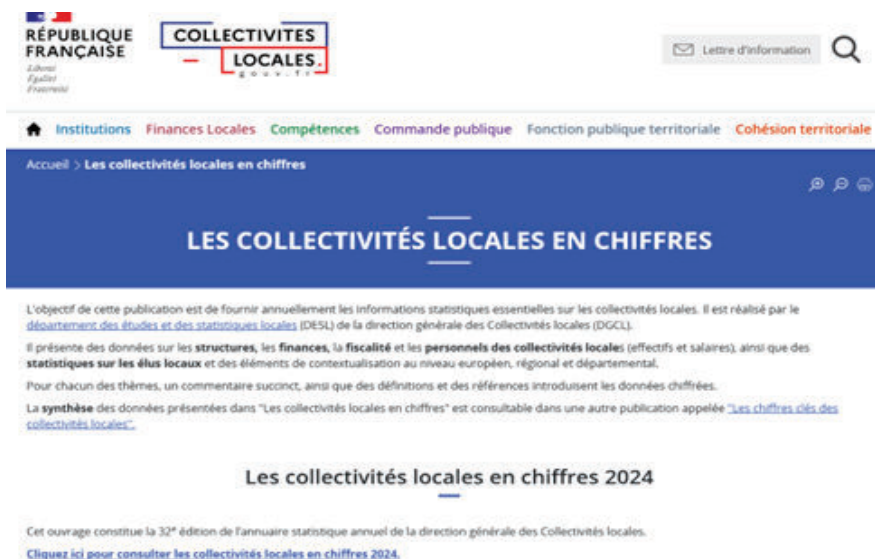 RÉPUBLIQUE
FRANÇAISE
Liberté
Égalité
Fraternité
COLLECTIVITES
LOCALES.
gouv.fr
Lettre d'information
Institutions Finances Locales Compétences Commande publique Fonction publique territoriale Cohésion territoriale
Accueil > Les collectivités locales en chiffres
LES COLLECTIVITÉS LOCALES EN CHIFFRES
L'objectif de cette publication est de fournir annuellement les informations statistiques essentielles sur les collectivités locales. Il est réalisé par le
département des études et des statistiques locales (DESL) de la direction générale des Collectivités locales (DGCL).
Il présente des données sur les structures, les finances, la fiscalité et les personnels des collectivités locales (effectifs et salaires), ainsi que des
statistiques sur les élus locaux et des éléments de contextualisation au niveau européen, régional et départemental.
Pour chacun des thèmes, un commentaire succinct, ainsi que des définitions et des références introduisent les données chiffrées.
La synthèse des données présentées dans "Les collectivités locales en chiffres" est consultable dans une autre publication appelée "Les chiffres clés des
collectivités locales".
Les collectivités locales en chiffres 2024
Cet ouvrage constitue la 32e édition de l'annuaire statistique annuel de la direction générale des Collectivités locales.
Cliquez ici pour consulter les collectivités locales en chiffres 2024.